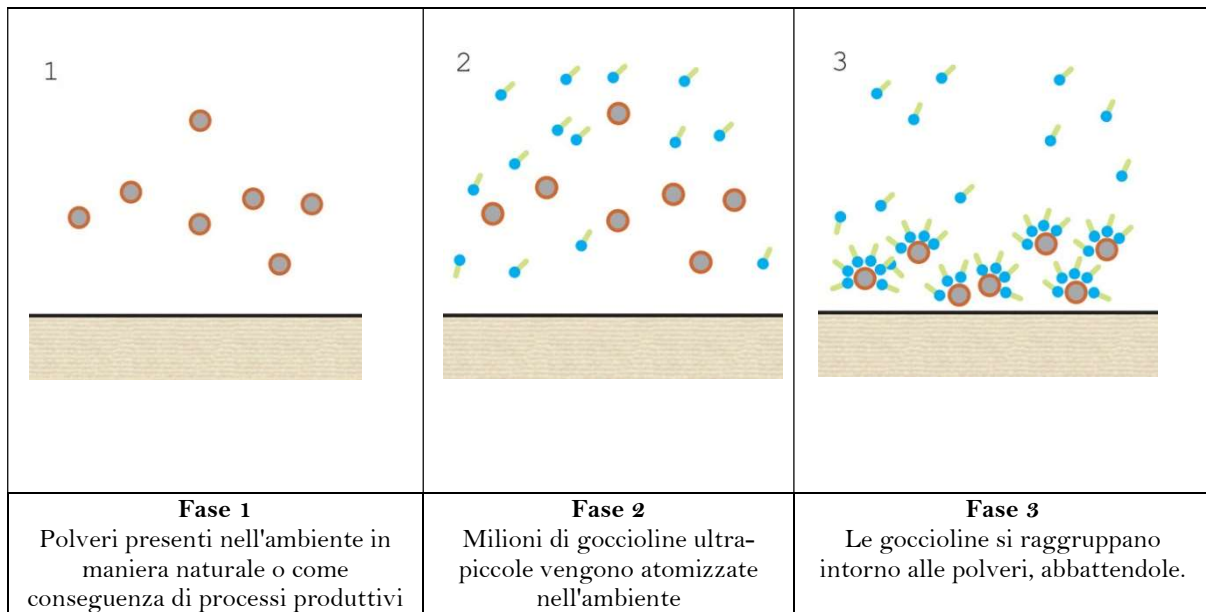 1
2
3
Fase 1
Polveri presenti nell'ambiente in
maniera naturale o come
conseguenza di processi produttivi
Fase 2
Milioni di goccioline ultra-
piccole vengono atomizzate
nell'ambiente
Fase 3
Le goccioline si raggruppano
intorno alle polveri, abbattendole.